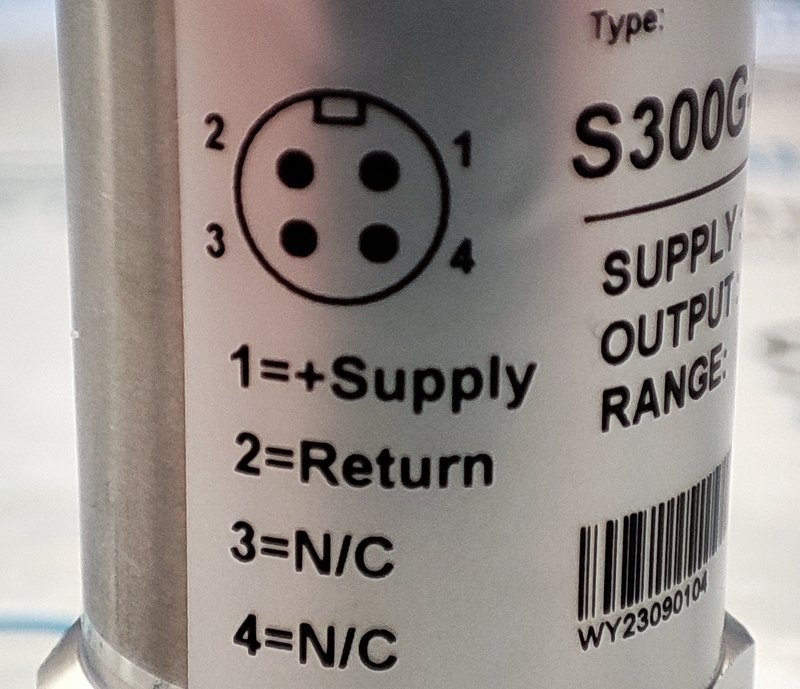 2 1
3 4
1=+Supply
2=Return
3=N/C
4=N/C
Type:
S300G-
SUPPLY:
OUTPUT:
RANGE:
WY23090104